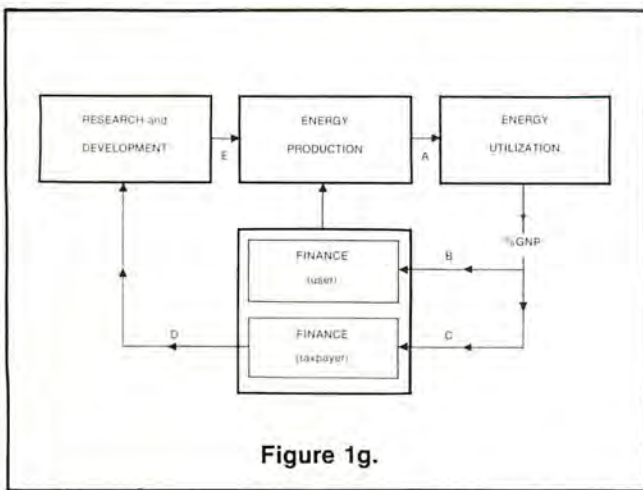 RESEARCH and
DEVELOPMENT
E
ENERGY
PRODUCTION
A
ENERGY
UTILIZATION
%GNP
FINANCE
(user)
B
FINANCE
(taxpayer)
C
D
Figure 1g.